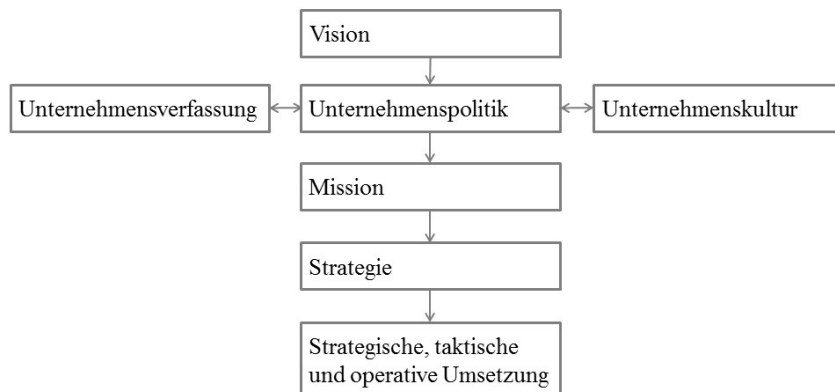 Vision
Unternehmensverfassung
Unternehmenspolitik
Unternehmenskultur
Mission
Strategie
Strategische, taktische
und operative Umsetzung